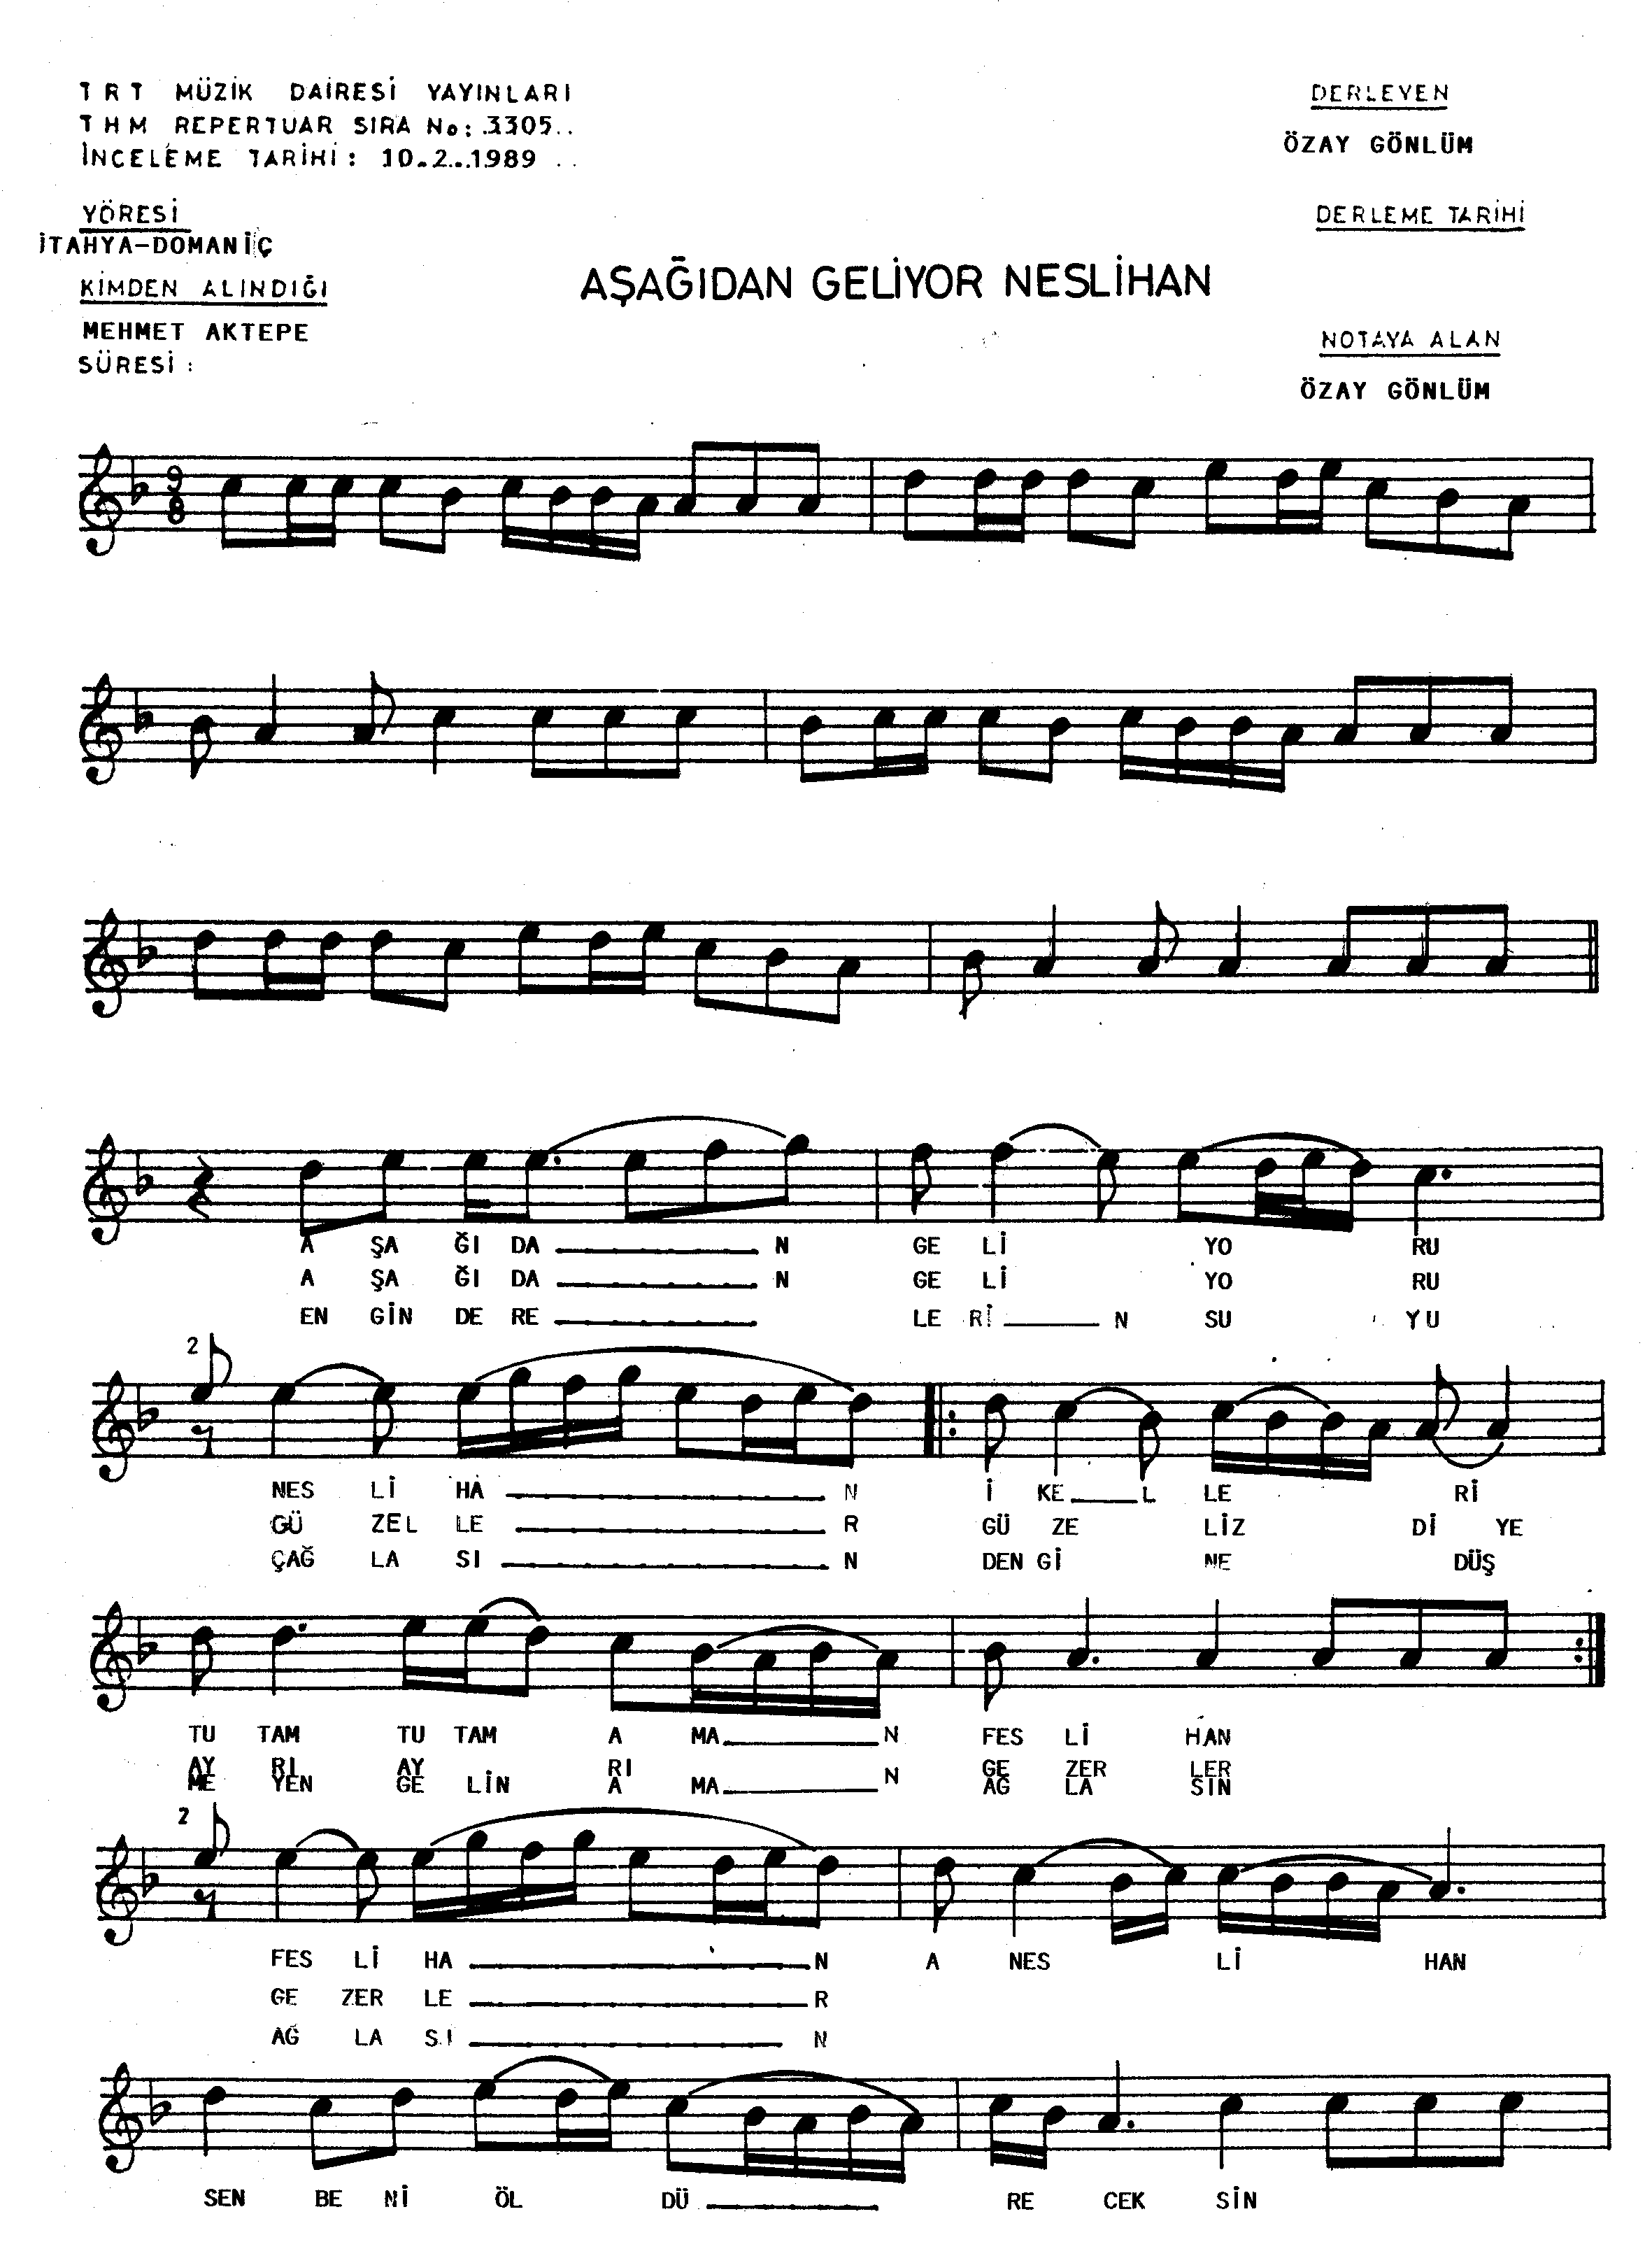 TRT MÜZİK DAİRESİ YAYINLARI
THM REPERTUAR SIRA No: 3305..
İNCELEME TARİHİ: 10.2..1989 ..
DERLEYEN
ÖZAY GÖNLÜM
YÖRESİ
İTAHYA-DOMANİÇ
DERLEME TARİHİ
KİMDEN ALINDIĞI
AŞAĞIDAN GELİYOR NESLİHAN
MEHMET AKTEPE
SÜRESİ:
NOTAYA ALAN
ÖZAY GÖNLÜM
9
8
A ŞA ĞI DA N GE Lİ YO RU
A ŞA ĞI DA N GE Lİ YO RU
EN GİN DE RE LE Rİ N SU YU
2
NES Lİ HA N İ KE L LE Rİ
GÜ ZEL LE R GÜ ZE LİZ Dİ YE
ÇAĞ LA SI N DEN Gİ NE DÜŞ
TU TAM TU TAM A MA N FES Lİ HAN
AY RI AY RI GE ZER LER
ME YEN GE LİN A MA N AĞ LA SIN
2
FES Lİ HA N A NES Lİ HAN
GE ZER LE R
AĞ LA SI N
SEN BE Nİ ÖL DÜ RE CEK SİN